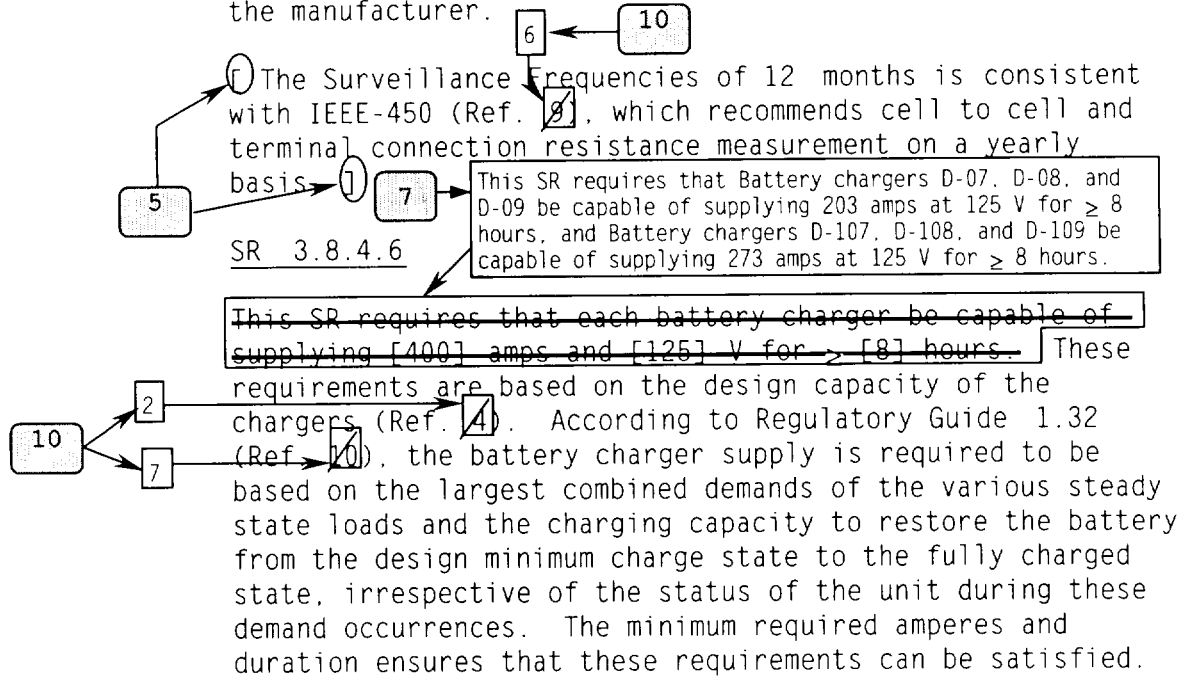 the manufacturer.
10
6
[ The Surveillance Frequencies of 12 months is consistent
with IEEE-450 (Ref. 9), which recommends cell to cell and
terminal connection resistance measurement on a yearly
basis. ]
5
7
This SR requires that Battery chargers D-07, D-08, and
D-09 be capable of supplying 203 amps at 125 V for ≥ 8
hours, and Battery chargers D-107, D-108, and D-109 be
capable of supplying 273 amps at 125 V for ≥ 8 hours.
SR 3.8.4.6
This SR requires that each battery charger be capable of
supplying [400] amps and [125] V for ≥ [8] hours. These
requirements are based on the design capacity of the
2
chargers (Ref. 4). According to Regulatory Guide 1.32
10
(Ref. 10), the battery charger supply is required to be
7
based on the largest combined demands of the various steady
state loads and the charging capacity to restore the battery
from the design minimum charge state to the fully charged
state, irrespective of the status of the unit during these
demand occurrences. The minimum required amperes and
duration ensures that these requirements can be satisfied.